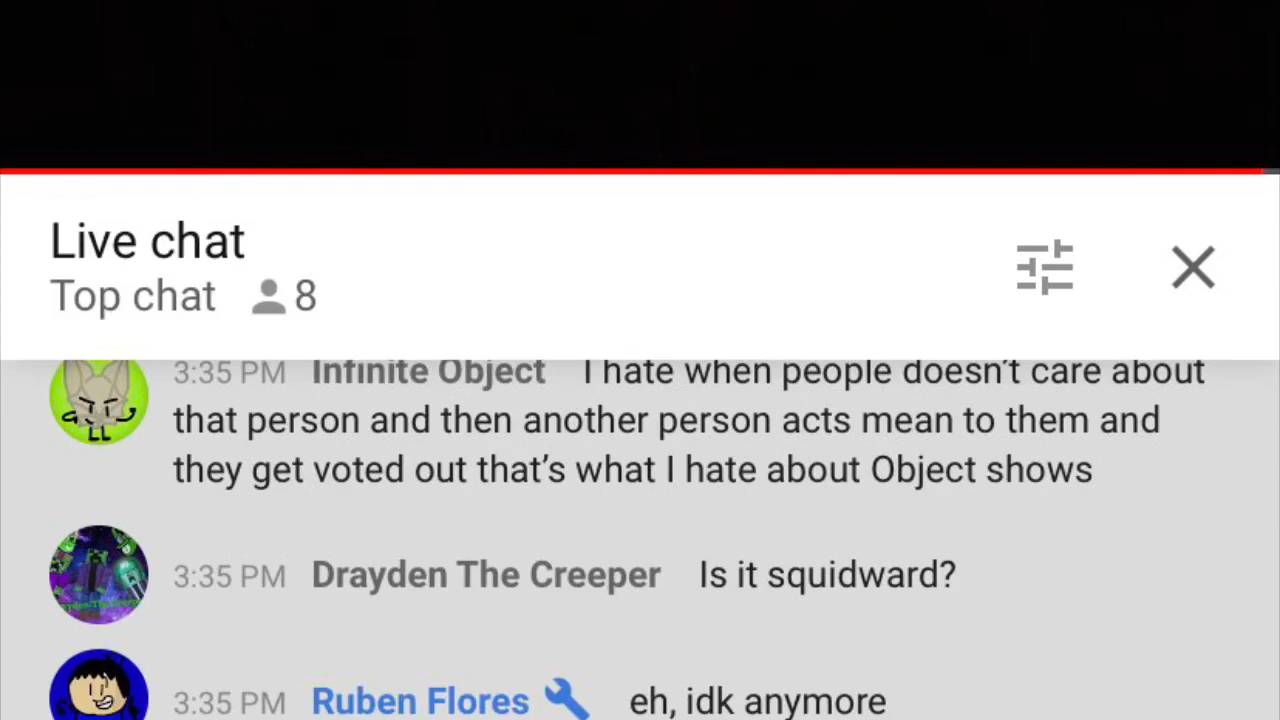 Live chat
Top chat 8
3:35 PM Infinite Object I hate when people doesn't care about
that person and then another person acts mean to them and
they get voted out that's what I hate about Object shows
3:35 PM Drayden The Creeper Is it squidward?
3:35 PM Ruben Flores eh, idk anymore